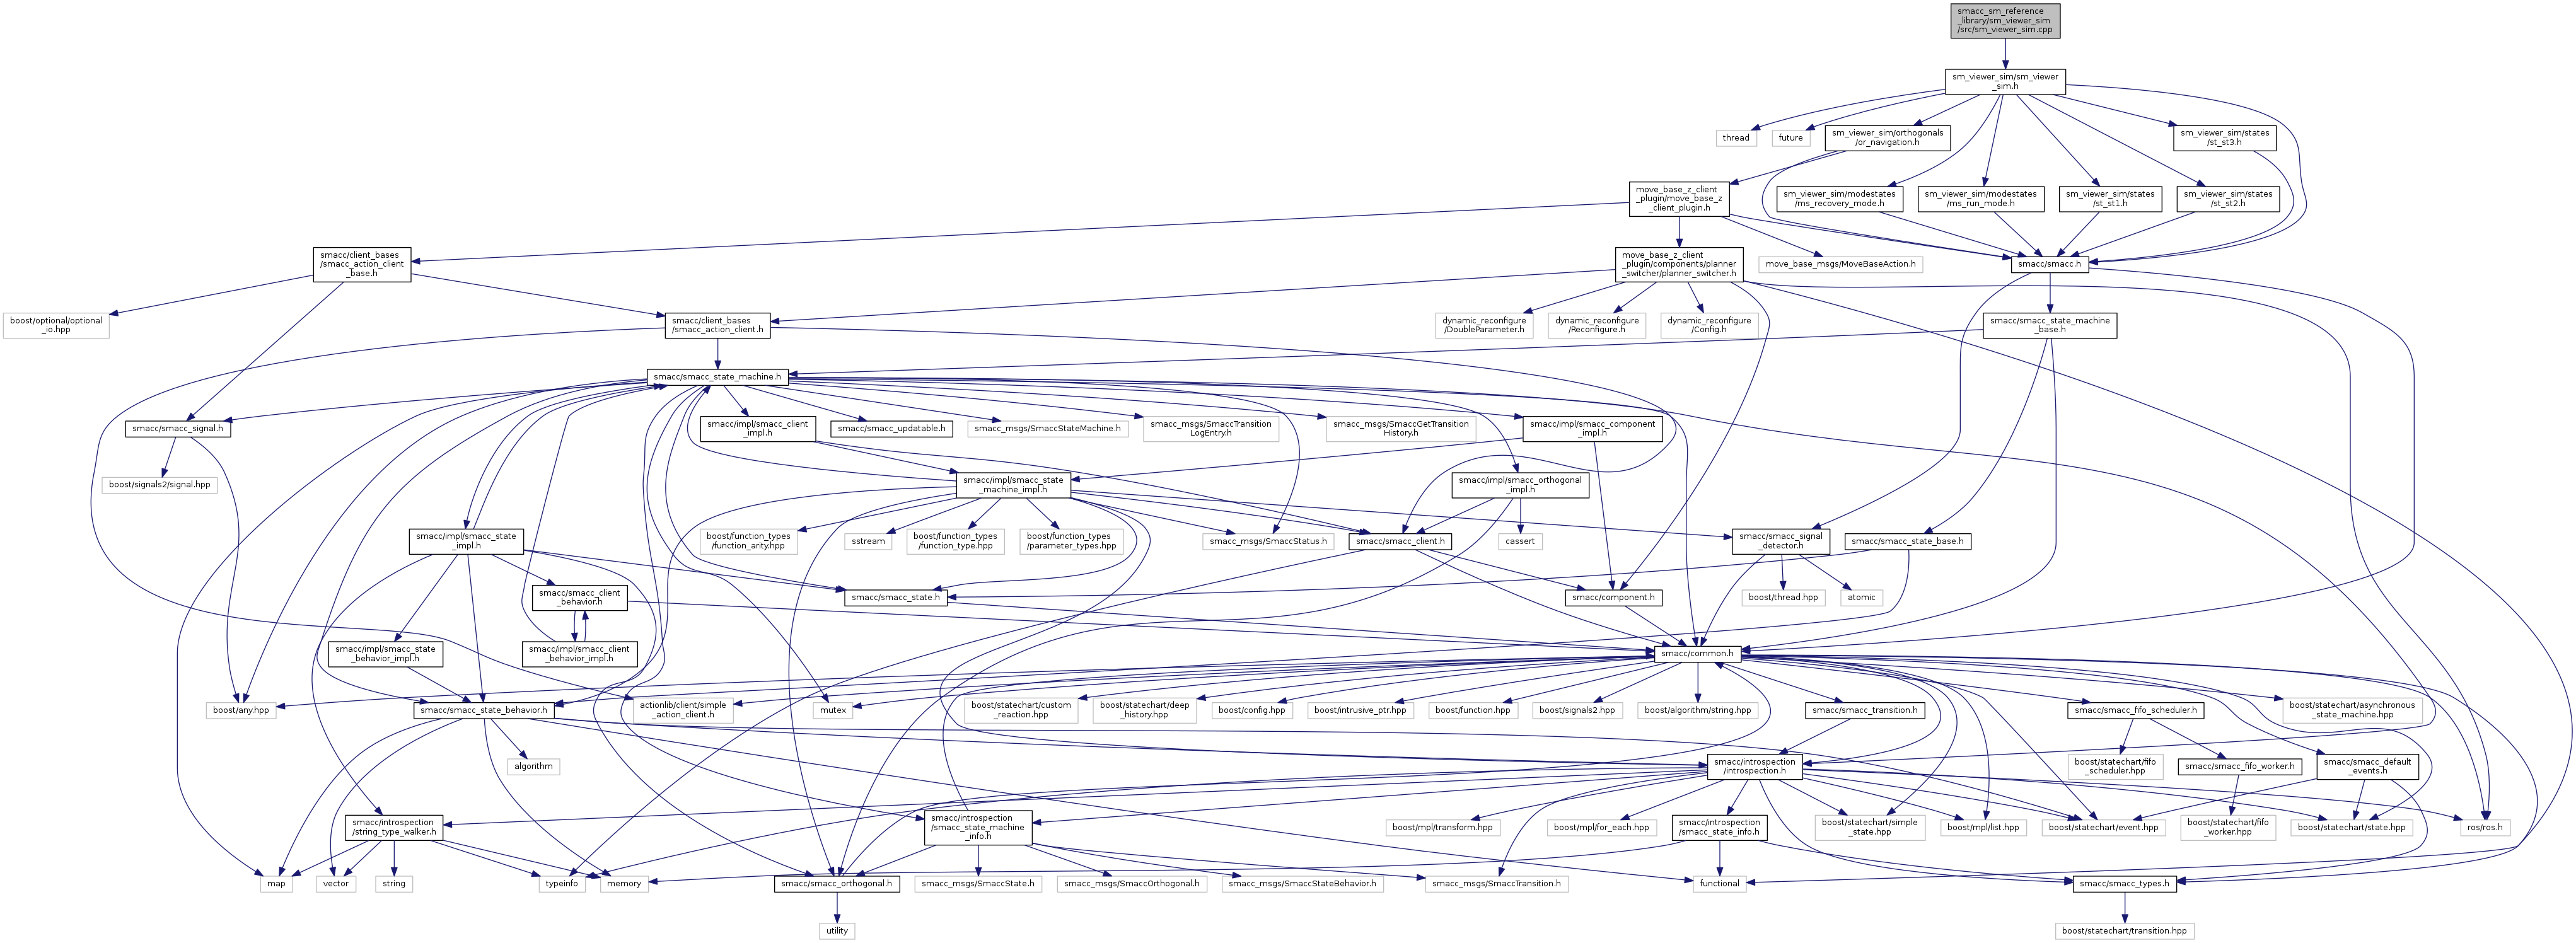 smacc_sm_reference
_library/sm_viewer_sim
/src/sm_viewer_sim.cpp
sm_viewer_sim/sm_viewer
_sim.h
thread
future
sm_viewer_sim/orthogonals
/or_navigation.h
sm_viewer_sim/states
/st_st3.h
move_base_z_client
_plugin/move_base_z
_client_plugin.h
sm_viewer_sim/modestates
/ms_recovery_mode.h
sm_viewer_sim/modestates
/ms_run_mode.h
sm_viewer_sim/states
/st_st1.h
sm_viewer_sim/states
/st_st2.h
smacc/client_bases
/smacc_action_client
_base.h
move_base_z_client
_plugin/components/planner
_switcher/planner_switcher.h
move_base_msgs/MoveBaseAction.h
smacc/smacc.h
boost/optional/optional
_io.hpp
smacc/client_bases
/smacc_action_client.h
dynamic_reconfigure
/DoubleParameter.h
dynamic_reconfigure
/Reconfigure.h
dynamic_reconfigure
/Config.h
smacc/smacc_state_machine
_base.h
smacc/smacc_state_machine.h
smacc/smacc_signal.h
smacc/impl/smacc_client
_impl.h
smacc/smacc_updatable.h
smacc_msgs/SmaccStateMachine.h
smacc_msgs/SmaccTransition
LogEntry.h
smacc_msgs/SmaccGetTransition
History.h
smacc/impl/smacc_component
_impl.h
boost/signals2/signal.hpp
smacc/impl/smacc_state
_machine_impl.h
smacc/impl/smacc_orthogonal
_impl.h
smacc/impl/smacc_state
_impl.h
boost/function_types
/function_arity.hpp
sstream
boost/function_types
/function_type.hpp
boost/function_types
/parameter_types.hpp
smacc_msgs/SmaccStatus.h
smacc/smacc_client.h
cassert
smacc/smacc_signal
_detector.h
smacc/smacc_state_base.h
smacc/smacc_client
_behavior.h
smacc/smacc_state.h
smacc/component.h
boost/thread.hpp
atomic
smacc/impl/smacc_state
_behavior_impl.h
smacc/impl/smacc_client
_behavior_impl.h
smacc/common.h
boost/any.hpp
smacc/smacc_state_behavior.h
actionlib/client/simple
_action_client.h
mutex
boost/statechart/custom
_reaction.hpp
boost/statechart/deep
_history.hpp
boost/config.hpp
boost/intrusive_ptr.hpp
boost/function.hpp
boost/signals2.hpp
boost/algorithm/string.hpp
smacc/smacc_transition.h
smacc/smacc_fifo_scheduler.h
boost/statechart/asynchronous
_state_machine.hpp
algorithm
smacc/introspection
/introspection.h
boost/statechart/fifo
_scheduler.hpp
smacc/smacc_fifo_worker.h
smacc/smacc_default
_events.h
smacc/introspection
/string_type_walker.h
smacc/introspection
/smacc_state_machine
_info.h
boost/mpl/transform.hpp
boost/mpl/for_each.hpp
smacc/introspection
/smacc_state_info.h
boost/statechart/simple
_state.hpp
boost/mpl/list.hpp
boost/statechart/event.hpp
boost/statechart/fifo
_worker.hpp
boost/statechart/state.hpp
ros/ros.h
map
vector
string
typeinfo
memory
smacc/smacc_orthogonal.h
smacc_msgs/SmaccState.h
smacc_msgs/SmaccOrthogonal.h
smacc_msgs/SmaccStateBehavior.h
smacc_msgs/SmaccTransition.h
functional
smacc/smacc_types.h
utility
boost/statechart/transition.hpp